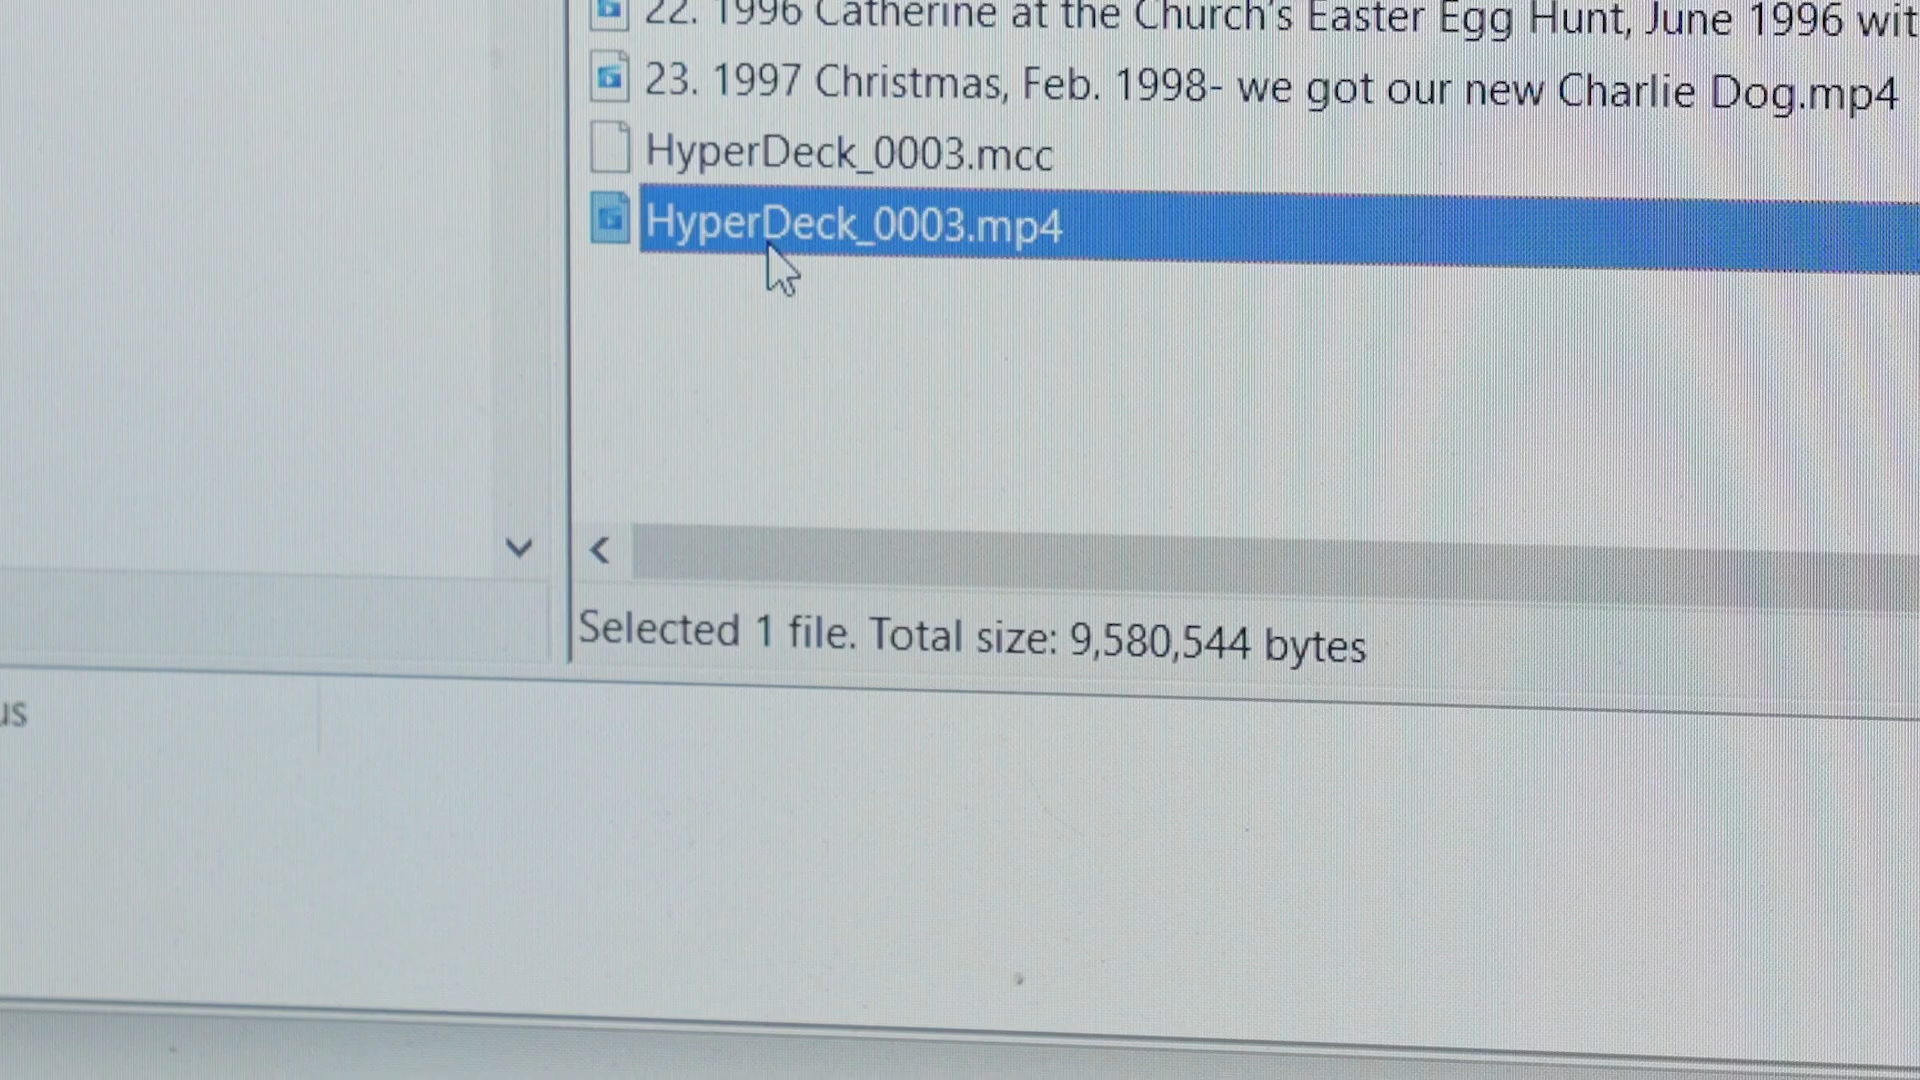 22. 1996 Catherine at the Church's Easter Egg Hunt, June 1996
23. 1997 Christmas, Feb. 1998- we got our new Charlie Dog.mp4
HyperDeck_0003.mcc
HyperDeck_0003.mp4
Selected 1 file. Total size: 9,580,544 bytes